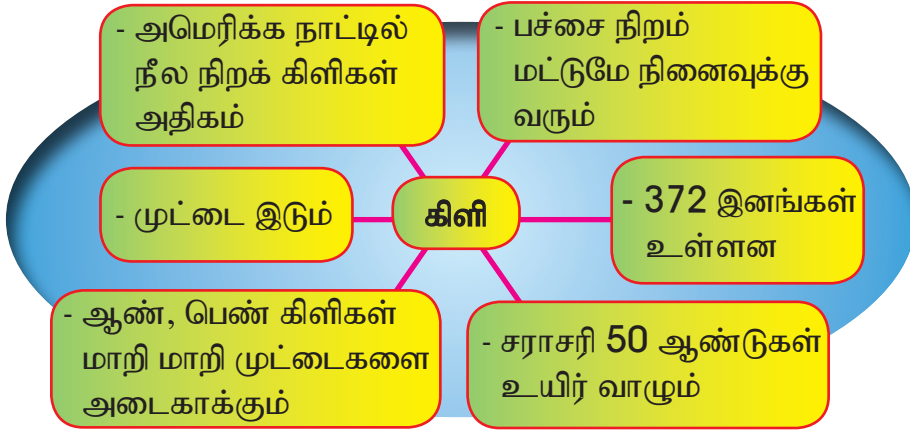 - அமெரிக்க நாட்டில்
நீல நிறக் கிளிகள்
அதிகம்
- பச்சை நிறம்
மட்டுமே நினைவுக்கு
வரும்
- முட்டை இடும்
கிளி
- 372 இனங்கள்
உள்ளன
- ஆண், பெண் கிளிகள்
மாறி மாறி முட்டைகளை
அடைகாக்கும்
- சராசரி 50 ஆண்டுகள்
உயிர் வாழும்